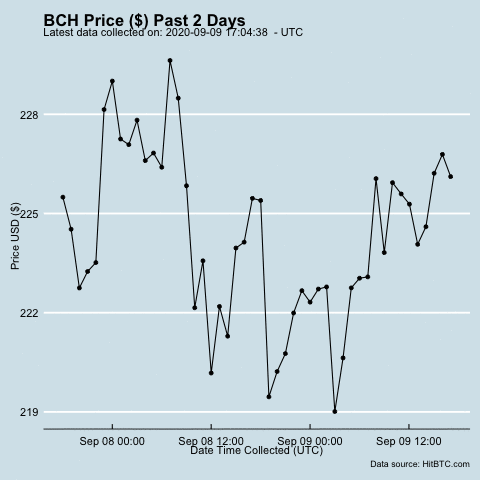 BCH Price ($) Past 2 Days
Latest data collected on: 2020-09-09 17:04:38  - UTC
228
225
222
219
Price USD ($)
Sep 08 00:00 Sep 08 12:00 Sep 09 00:00 Sep 09 12:00
Date Time Collected (UTC)
Data source: HitBTC.com